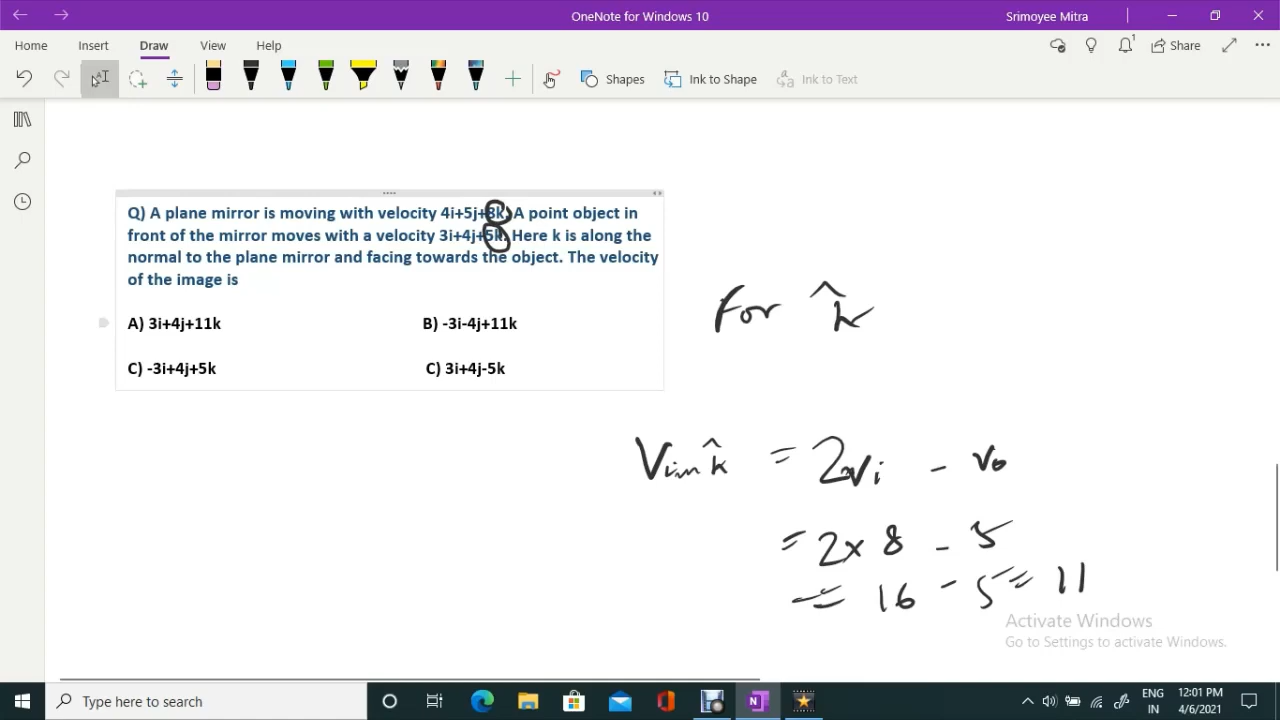 OneNote for Windows 10
Srimoyee Mitra
Home Insert Draw View Help
Share
Shapes Ink to Shape Ink to Text
Q) A plane mirror is moving with velocity 4i+5j+8k. A point object in
front of the mirror moves with a velocity 3i+4j+5k. Here k is along the
normal to the plane mirror and facing towards the object. The velocity
of the image is
A) 3i+4j+11k B) -3i-4j+11k
C) -3i+4j+5k C) 3i+4j-5k
8
For k̂
Vim k̂ = 2vi - vo
= 2x 8 - 5
= 16 - 5 = 11
Activate Windows
Go to Settings to activate Windows.
Type here to search
ENG
IN
12:01 PM
4/6/2021